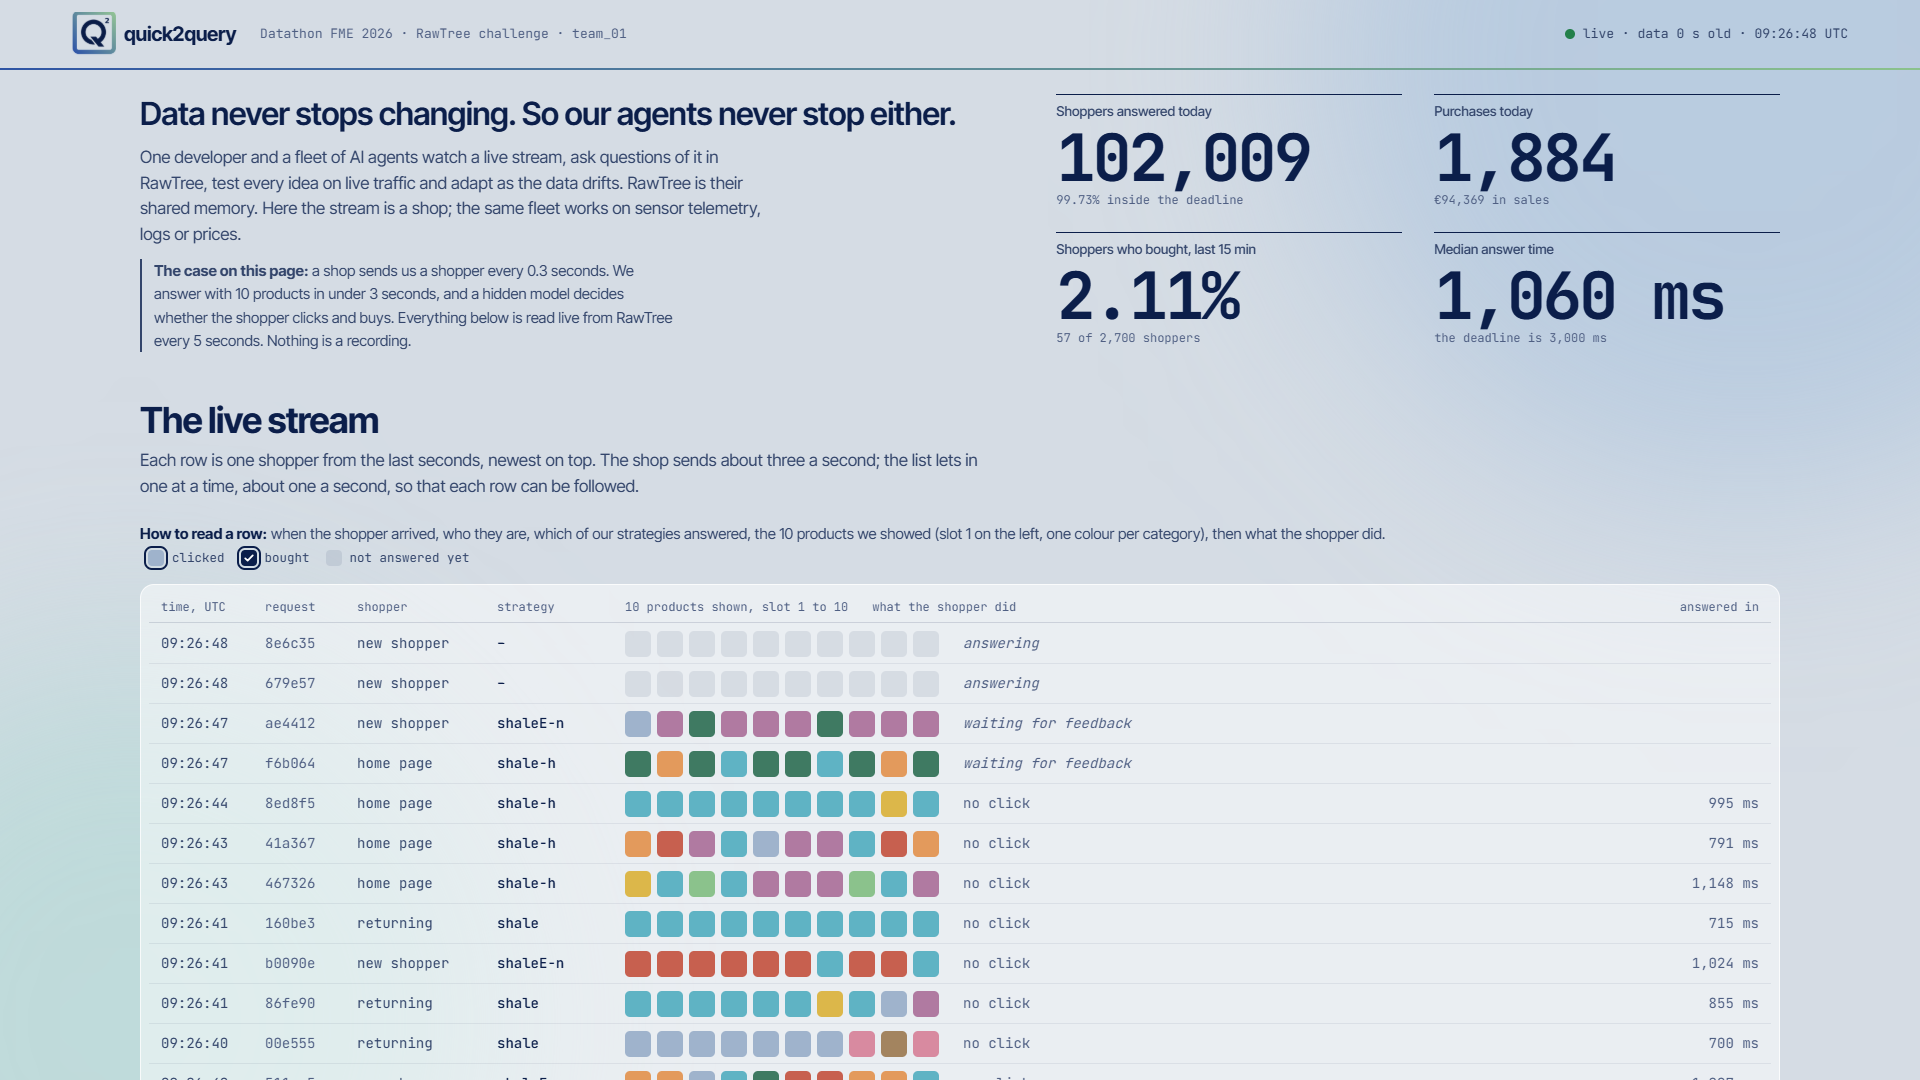 Q2 quick2query Datathon FME 2026 · RawTree challenge · team_01 live · data 0 s old · 09:26:48 UTC
Data never stops changing. So our agents never stop either.
One developer and a fleet of AI agents watch a live stream, ask questions of it in
RawTree, test every idea on live traffic and adapt as the data drifts. RawTree is their
shared memory. Here the stream is a shop; the same fleet works on sensor telemetry,
logs or prices.
The case on this page: a shop sends us a shopper every 0.3 seconds. We
answer with 10 products in under 3 seconds, and a hidden model decides
whether the shopper clicks and buys. Everything below is read live from RawTree
every 5 seconds. Nothing is a recording.
Shoppers answered today
102,009
99.73% inside the deadline
Purchases today
1,884
€94,369 in sales
Shoppers who bought, last 15 min
2.11%
57 of 2,700 shoppers
Median answer time
1,060 ms
the deadline is 3,000 ms
The live stream
Each row is one shopper from the last seconds, newest on top. The shop sends about three a second; the list lets in
one at a time, about one a second, so that each row can be followed.
How to read a row: when the shopper arrived, who they are, which of our strategies answered, the 10 products we showed (slot 1 on the left, one colour per category), then what the shopper did.
clicked bought not answered yet
time, UTC request shopper strategy 10 products shown, slot 1 to 10 what the shopper did answered in
09:26:48 8e6c35 new shopper – answering
09:26:48 679e57 new shopper – answering
09:26:47 ae4412 new shopper shaleE-n waiting for feedback
09:26:47 f6b064 home page shale-h waiting for feedback
09:26:44 8ed8f5 home page shale-h no click 995 ms
09:26:43 41a367 home page shale-h no click 791 ms
09:26:43 467326 home page shale-h no click 1,148 ms
09:26:41 160be3 returning shale no click 715 ms
09:26:41 b0090e new shopper shaleE-n no click 1,024 ms
09:26:41 86fe90 returning shale no click 855 ms
09:26:40 00e555 returning shale no click 700 ms